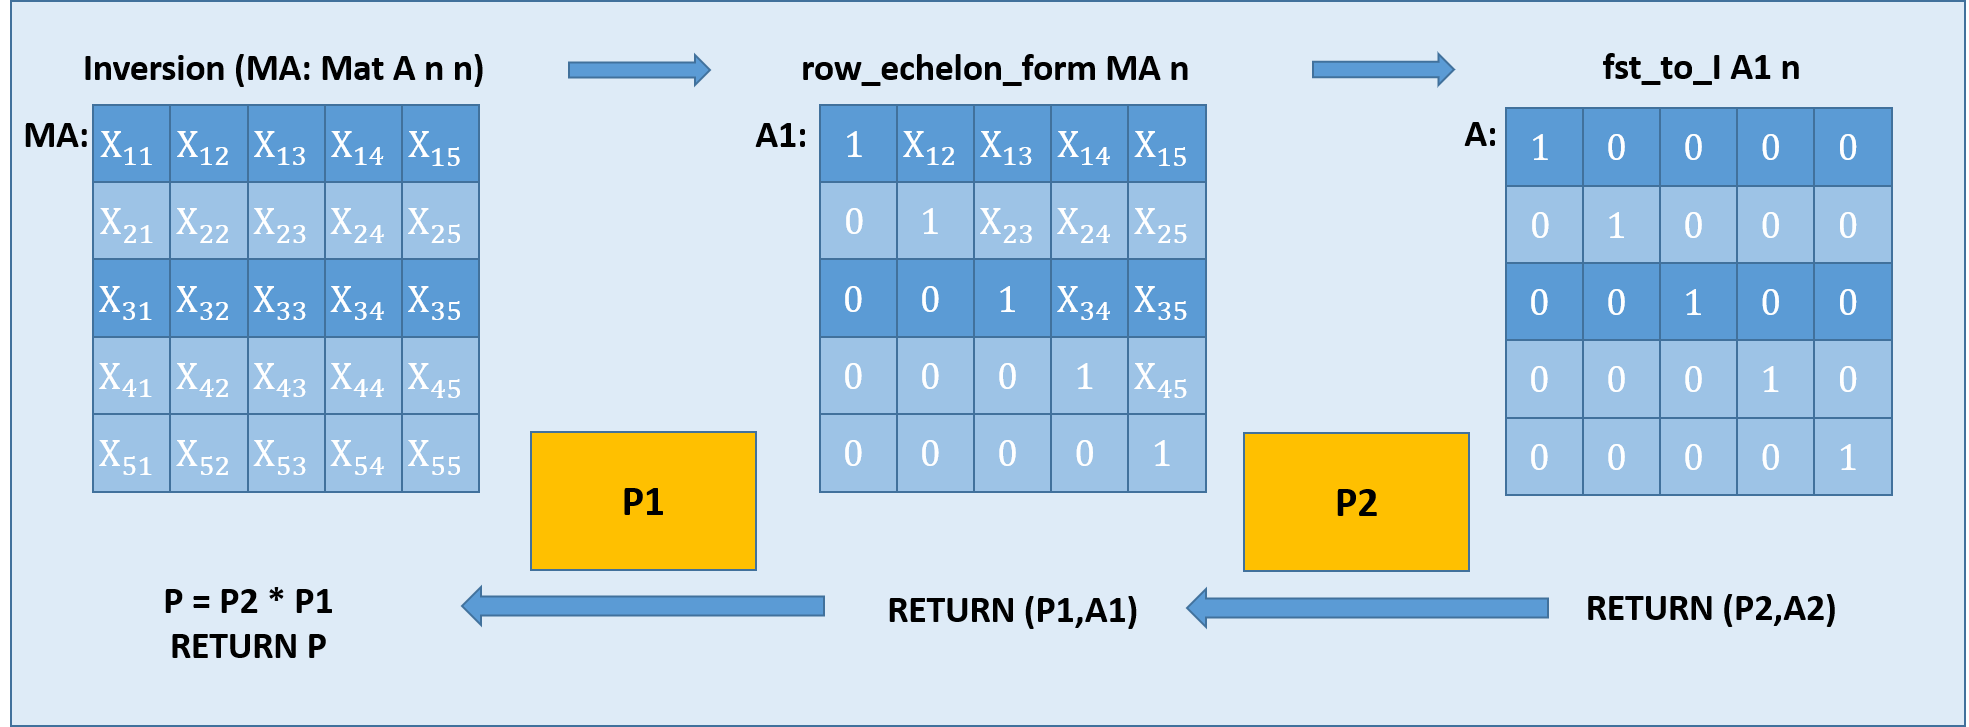 Inversion (MA: Mat A n n)
row_echelon_form MA n
fst_to_I A1 n
MA:
X₁₁ X₁₂ X₁₃ X₁₄ X₁₅
X₂₁ X₂₂ X₂₃ X₂₄ X₂₅
X₃₁ X₃₂ X₃₃ X₃₄ X₃₅
X₄₁ X₄₂ X₄₃ X₄₄ X₄₅
X₅₁ X₅₂ X₅₃ X₅₄ X₅₅
A1:
1 X₁₂ X₁₃ X₁₄ X₁₅
0 1 X₂₃ X₂₄ X₂₅
0 0 1 X₃₄ X₃₅
0 0 0 1 X₄₅
0 0 0 0 1
A:
1 0 0 0 0
0 1 0 0 0
0 0 1 0 0
0 0 0 1 0
0 0 0 0 1
P1
P2
P = P2 * P1
RETURN P
RETURN (P1,A1)
RETURN (P2,A2)